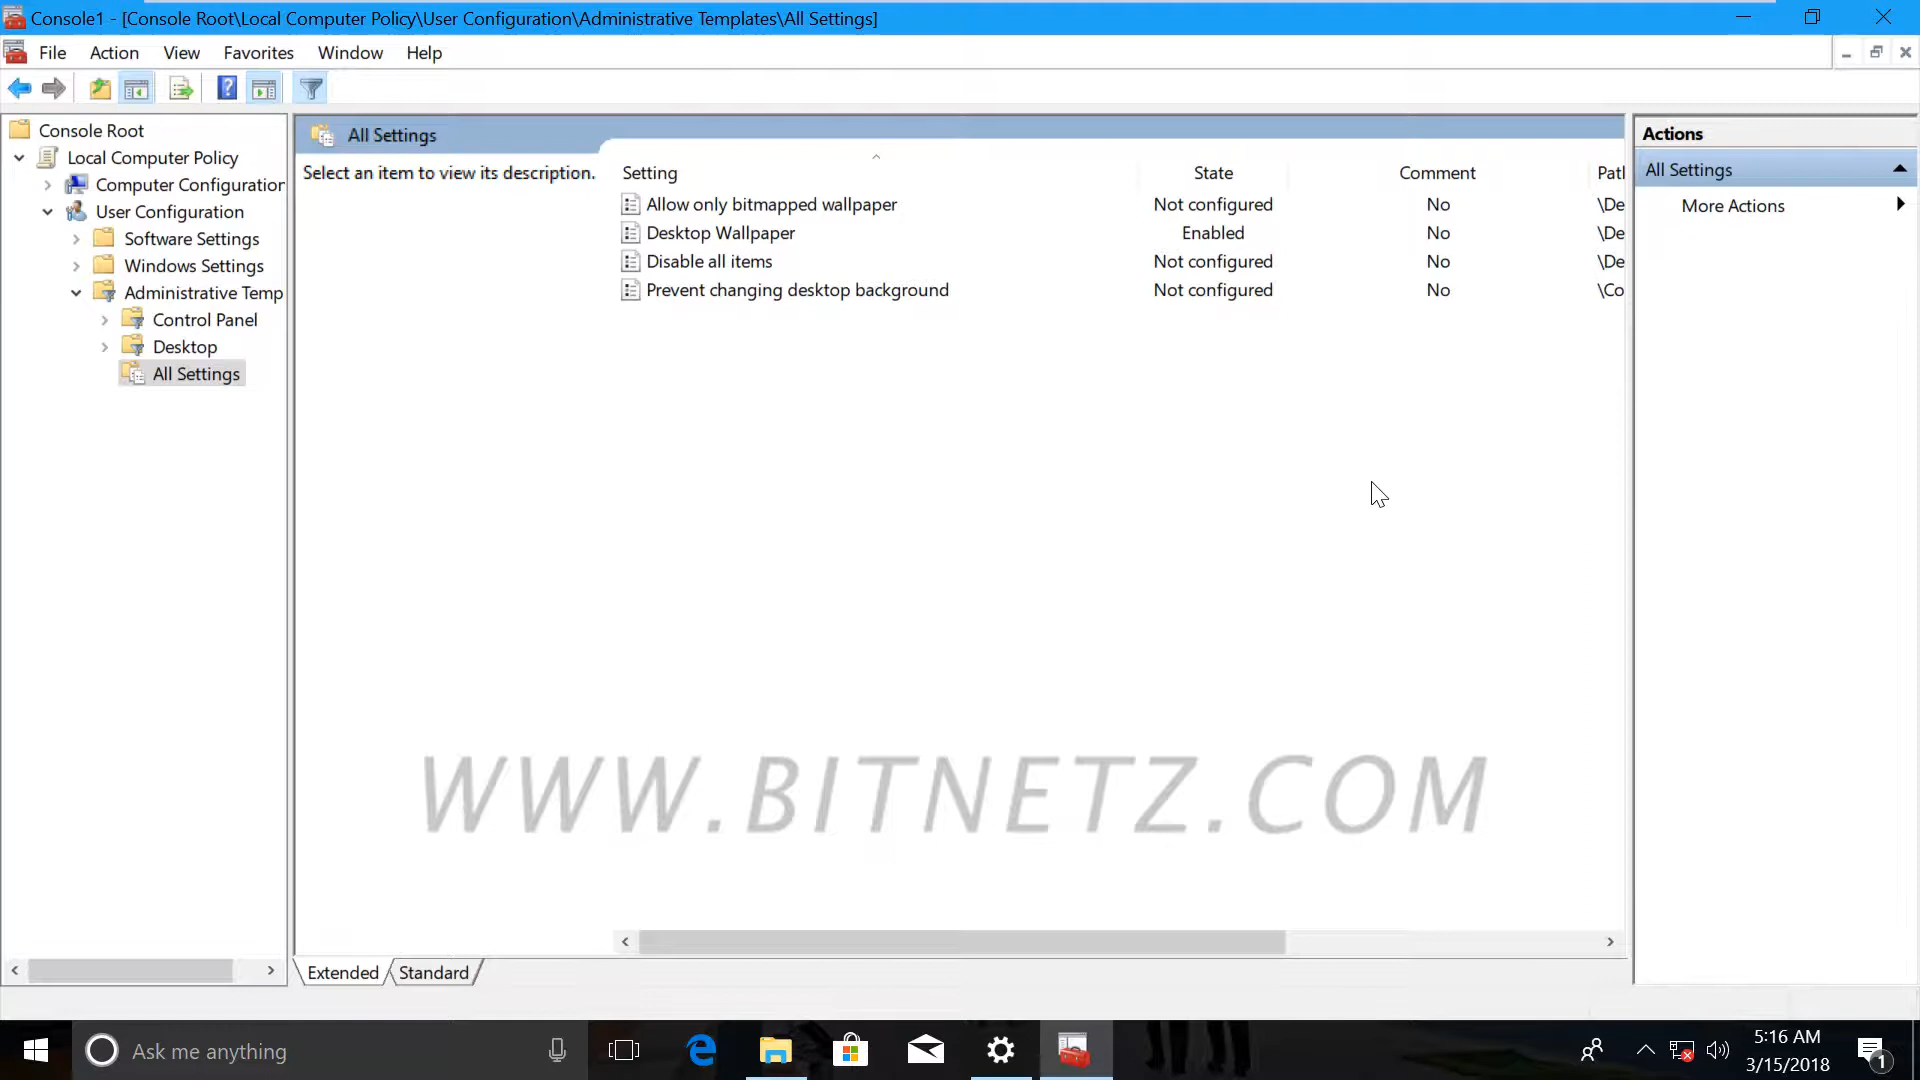 Console1 - [Console Root\Local Computer Policy\User Configuration\Administrative Templates\All Settings]
File Action View Favorites Window Help
Console Root
Local Computer Policy
Computer Configuration
User Configuration
Software Settings
Windows Settings
Administrative Temp
Control Panel
Desktop
All Settings
All Settings
Select an item to view its description.
Setting State Comment Patl
Allow only bitmapped wallpaper Not configured No \De
Desktop Wallpaper Enabled No \De
Disable all items Not configured No \De
Prevent changing desktop background Not configured No \Co
Actions
All Settings
More Actions
WWW.BITNETZ.COM
Extended Standard
Ask me anything
5:16 AM
3/15/2018
1